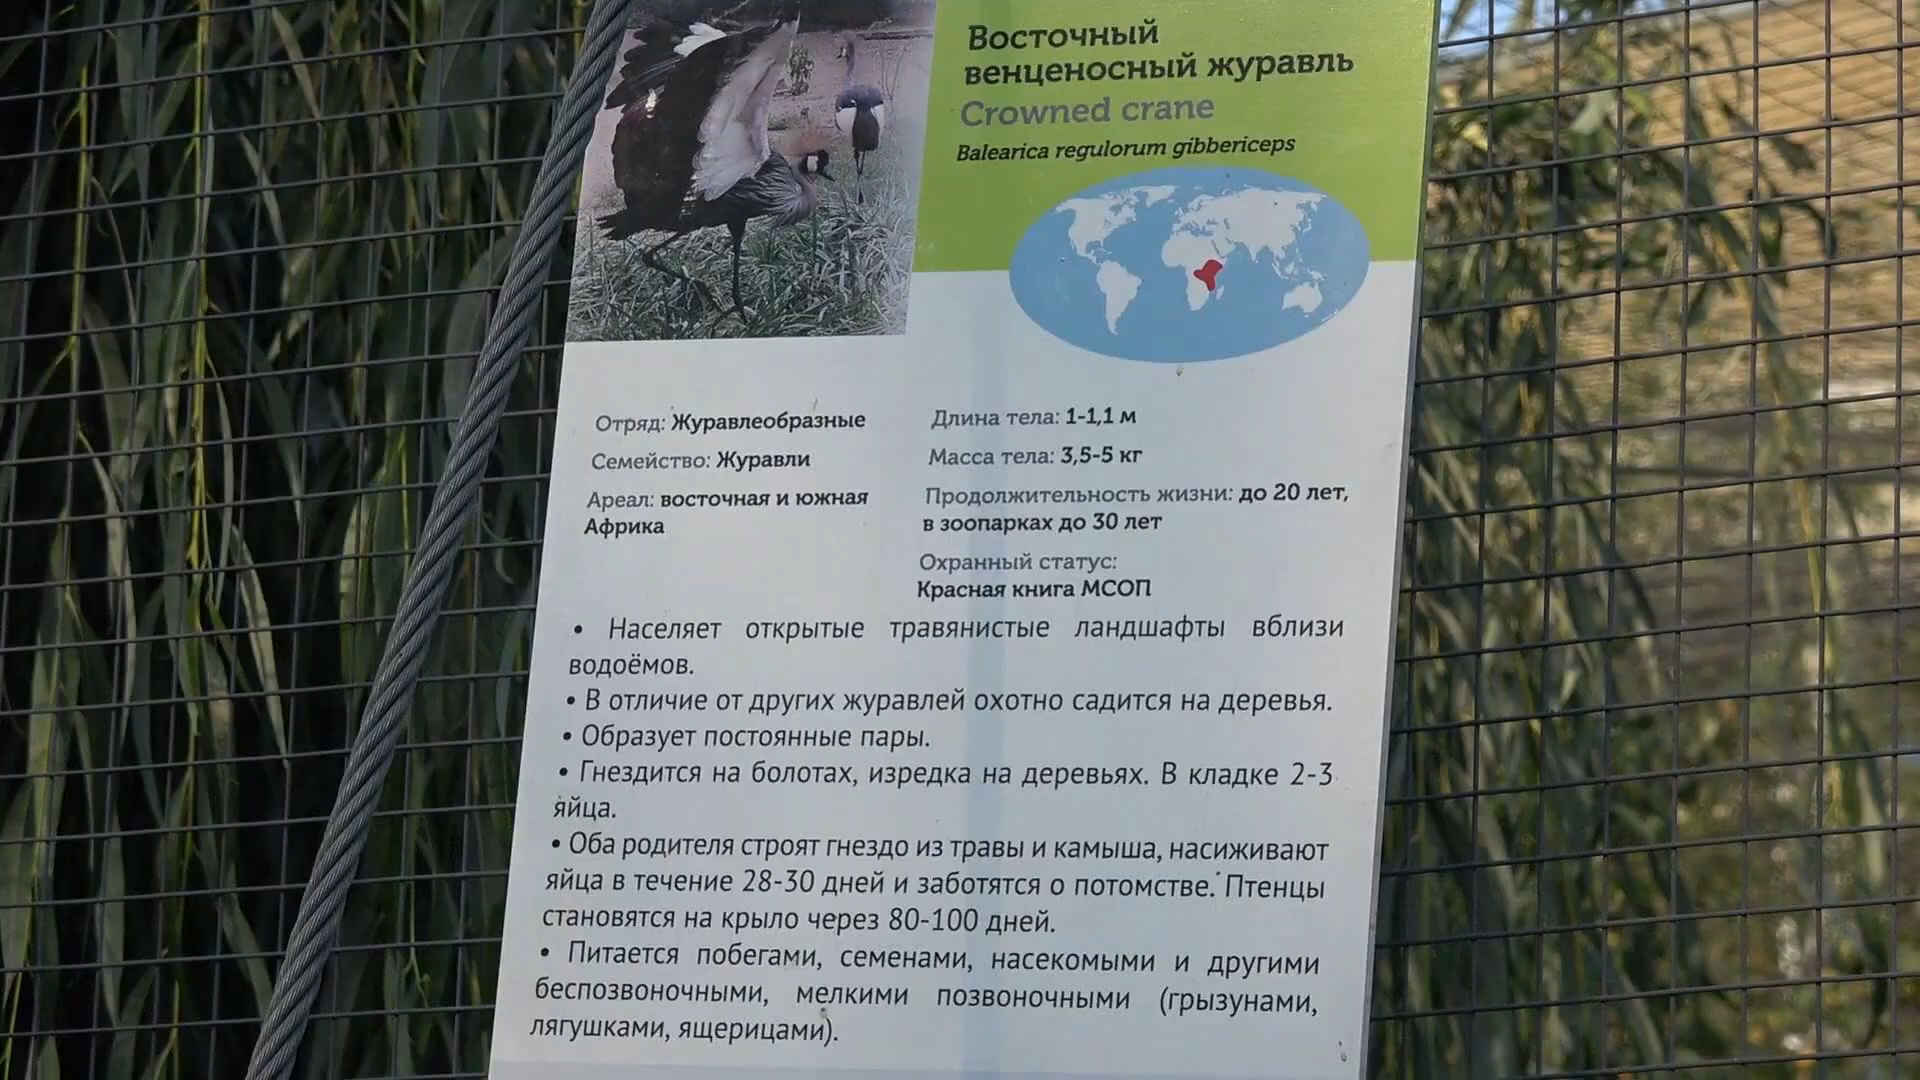 Восточный
венценосный журавль
Crowned crane
Balearica regulorum gibbericeps
Отряд: Журавлеобразные
Семейство: Журавли
Ареал: восточная и южная
Африка
Длина тела: 1-1,1 м
Масса тела: 3,5-5 кг
Продолжительность жизни: до 20 лет,
в зоопарках до 30 лет
Охранный статус:
Красная книга МСОП
• Населяет открытые травянистые ландшафты вблизи
водоёмов.
• В отличие от других журавлей охотно садится на деревья.
• Образует постоянные пары.
• Гнездится на болотах, изредка на деревьях. В кладке 2-3
яйца.
• Оба родителя строят гнездо из травы и камыша, насиживают
яйца в течение 28-30 дней и заботятся о потомстве. Птенцы
становятся на крыло через 80-100 дней.
• Питается побегами, семенами, насекомыми и другими
беспозвоночными, мелкими позвоночными (грызунами,
лягушками, ящерицами).